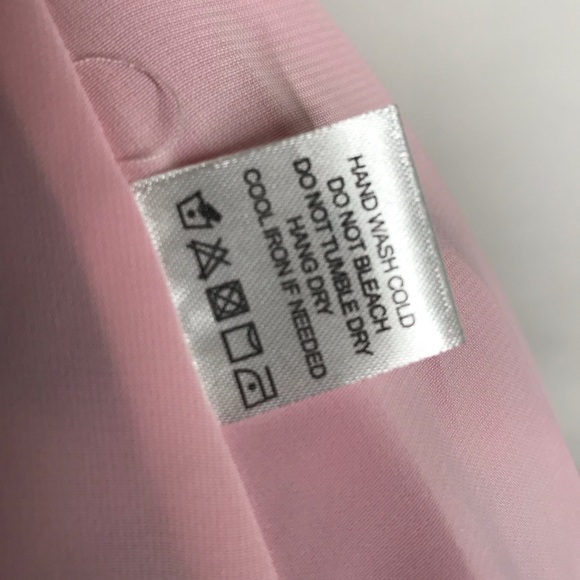 HAND WASH COLD
DO NOT BLEACH
DO NOT TUMBLE DRY
HANG DRY
COOL IRON IF NEEDED